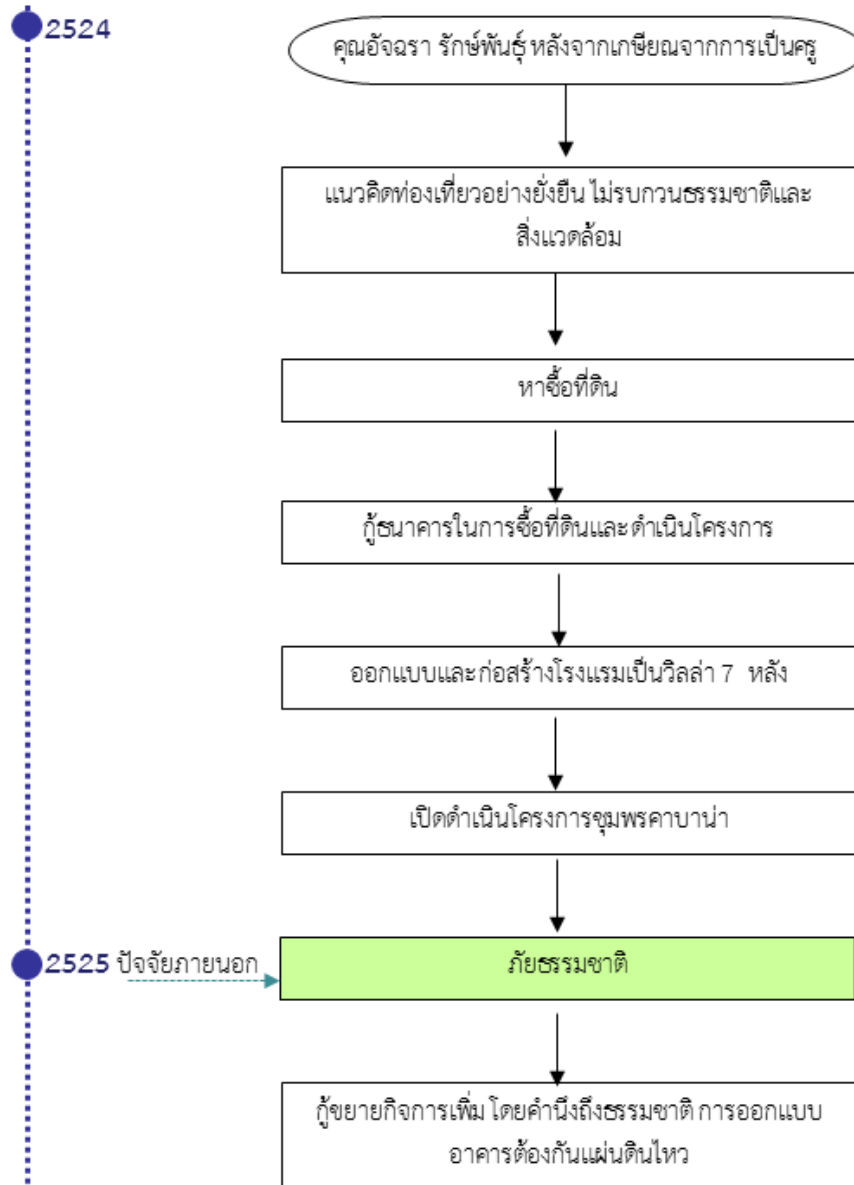 2524
คุณอัจฉรา รักษ์พันธุ์ หลังจากเกษียณจากการเป็นครู
แนวคิดท่องเที่ยวอย่างยั่งยืน ไม่รบกวนธรรมชาติและ
สิ่งแวดล้อม
หาซื้อที่ดิน
กู้ธนาคารในการซื้อที่ดินและดำเนินโครงการ
ออกแบบและก่อสร้างโรงแรมเป็นวิลล่า 7 หลัง
เปิดดำเนินโครงการชุมพรคาบาน่า
2525 ปัจจัยภายนอก
ภัยธรรมชาติ
กู้ขยายกิจการเพิ่ม โดยคำนึงถึงธรรมชาติ การออกแบบ
อาคารต้องกันแผ่นดินไหว